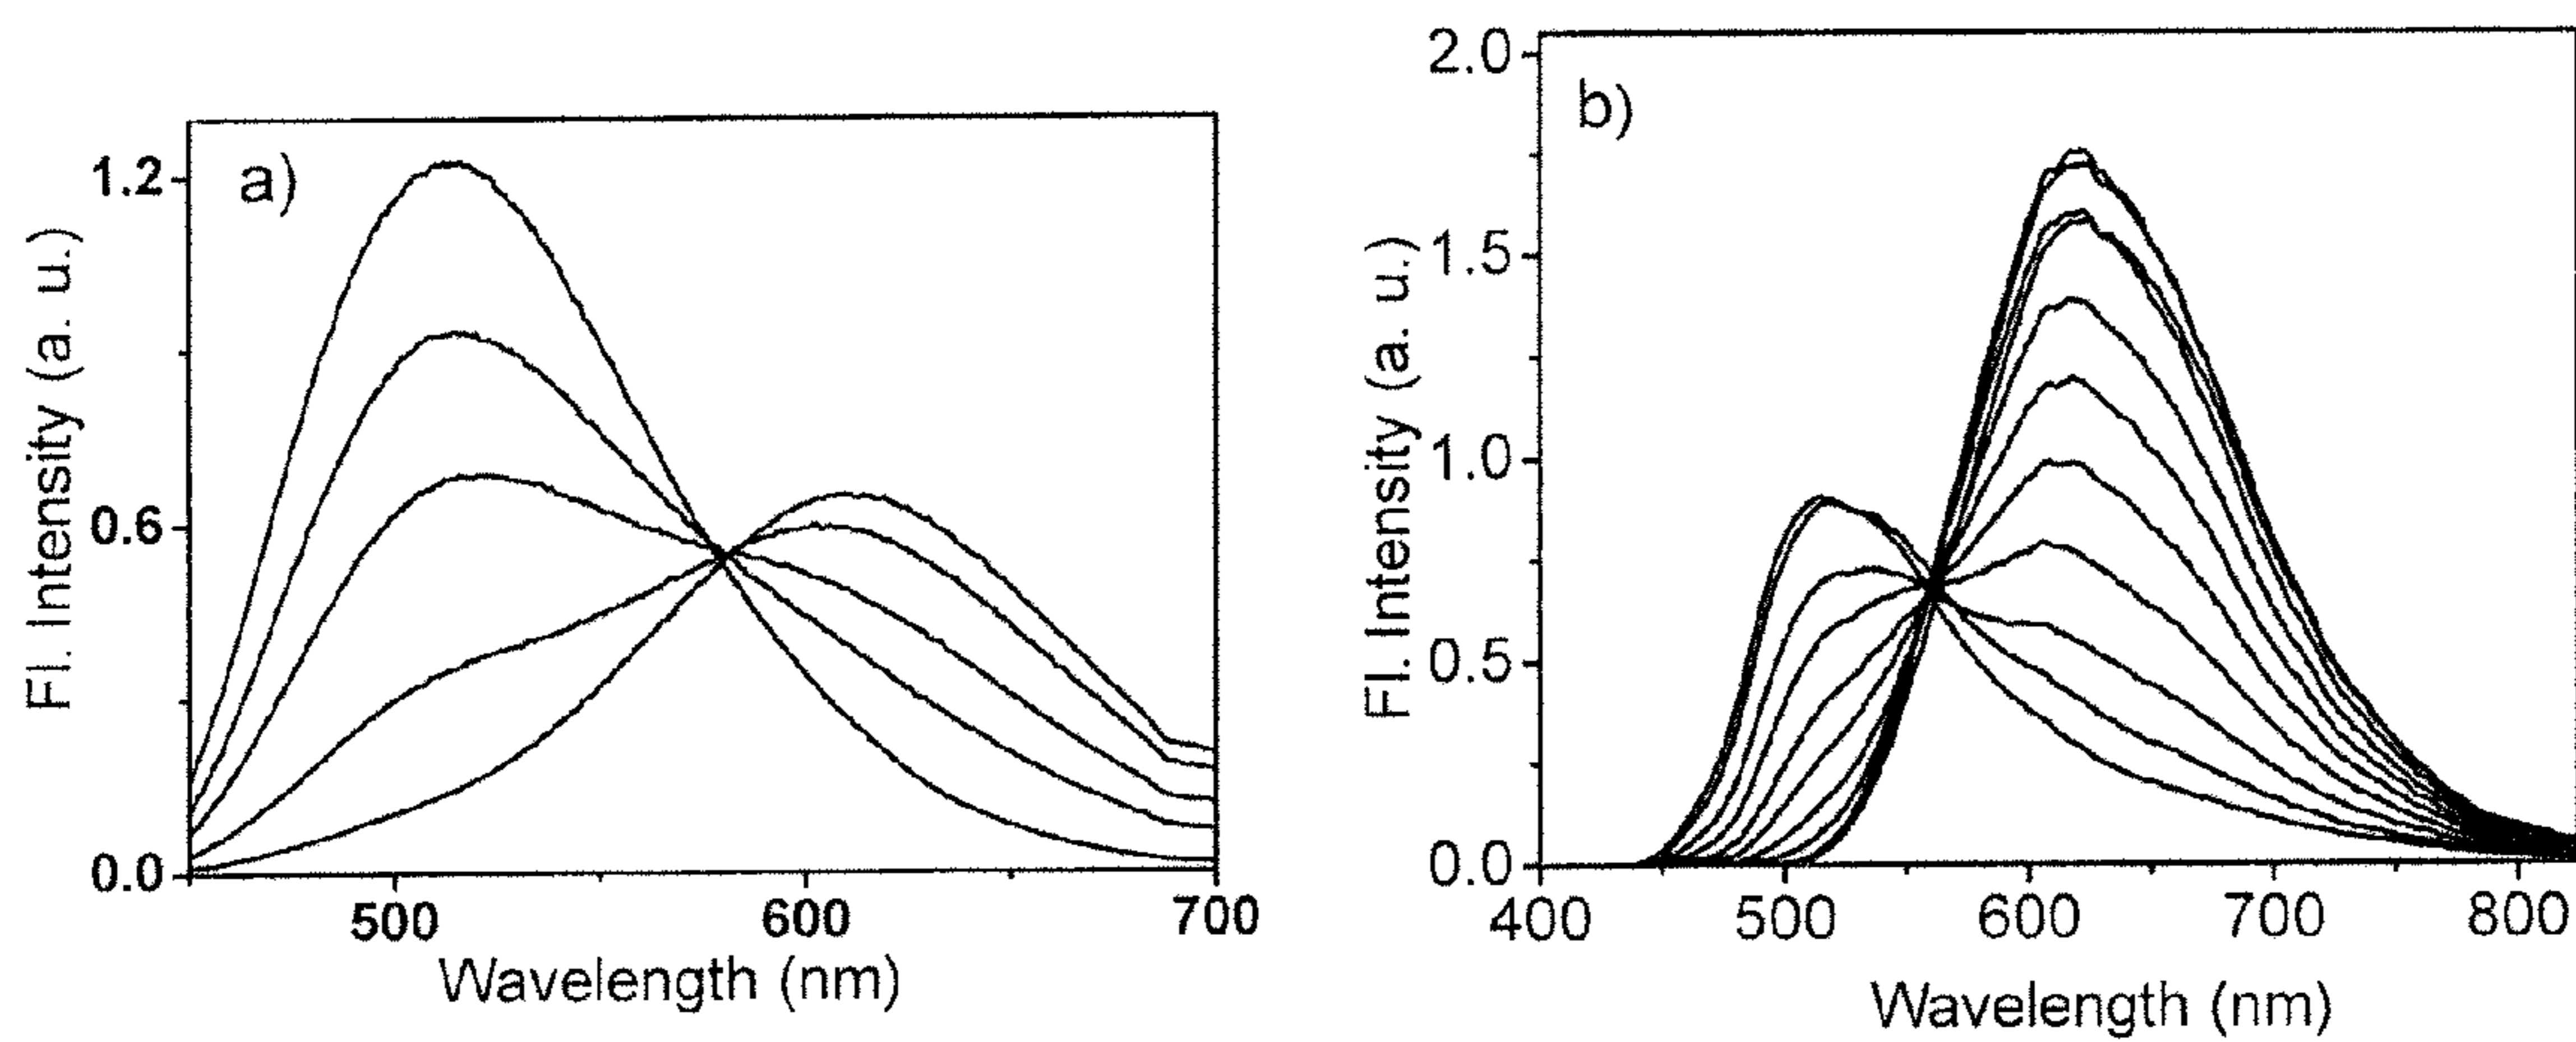 a)
1.2
0.6
0.0
Fl. Intensity (a. u.)
500 600 700
Wavelength (nm)
b)
2.0
1.5
1.0
0.5
0.0
Fl. Intensity (a. u.)
400 500 600 700 800
Wavelength (nm)